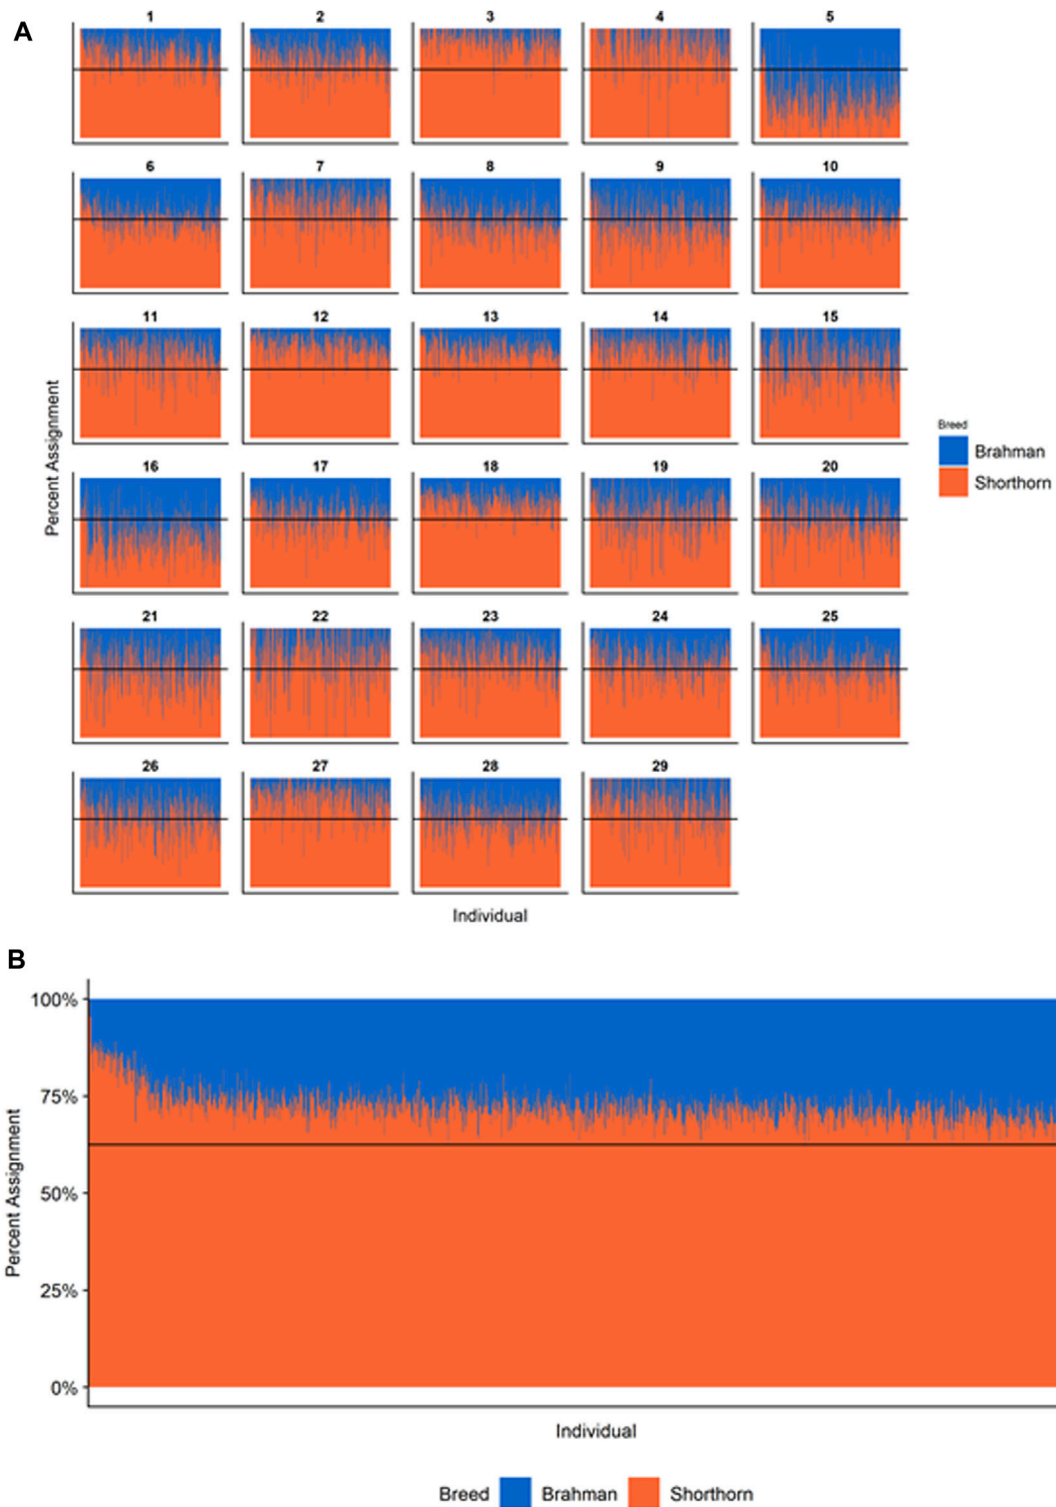 A
1 2 3 4 5
6 7 8 9 10
11 12 13 14 15
16 17 18 19 20
21 22 23 24 25
26 27 28 29
Percent Assignment
Individual
Breed
Brahman
Shorthorn
B
100%
75%
50%
25%
0%
Percent Assignment
Individual
Breed Brahman Shorthorn